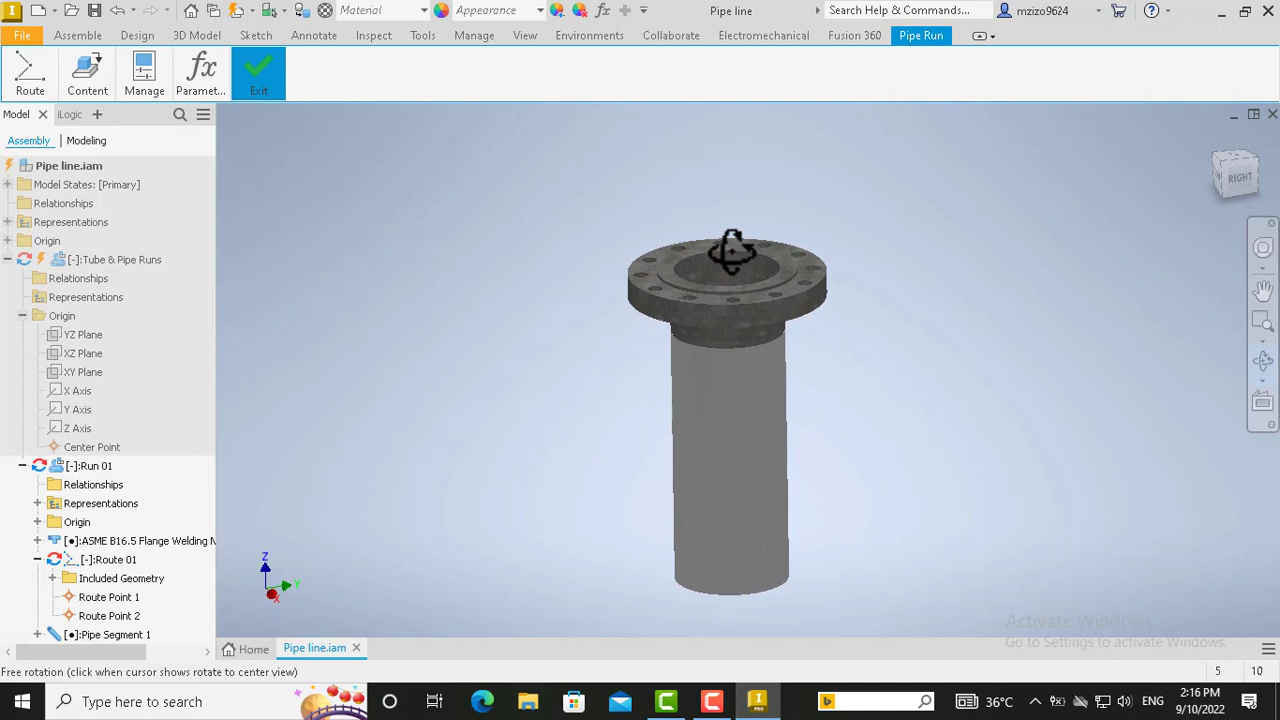 Material
Appearance
Pipe line
Search Help & Commands...
mzizo9624
File
Assemble
Design
3D Model
Sketch
Annotate
Inspect
Tools
Manage
View
Environments
Collaborate
Electromechanical
Fusion 360
Pipe Run
Route
Content
Manage
fx
Paramet...
Exit
Model
iLogic
Assembly
Modeling
Pipe line.iam
Model States: [Primary]
Relationships
Representations
Origin
[-]:Tube & Pipe Runs
Relationships
Representations
Origin
YZ Plane
XZ Plane
XY Plane
X Axis
Y Axis
Z Axis
Center Point
[-]:Run 01
Relationships
Representations
Origin
[●]:ASME B16.5 Flange Welding N
[-]:Route 01
Included Geometry
Route Point 1
Route Point 2
[●]:Pipe Segment 1
RIGHT
Z
Y
X
Activate Windows
Go to Settings to activate Windows.
Home
Pipe line.iam
Free rotation (click when cursor shows rotate to center view)
5
10
Type here to search
PRO
36°C
ENG
2:16 PM
9/10/2022